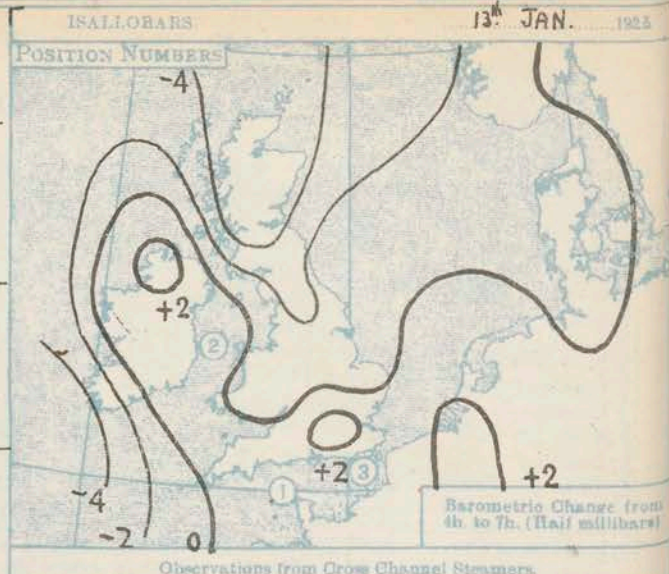 ISALLOBARS 13th JAN. 1925
POSITION NUMBERS
-4
+2
2
+2
3
1
+2
-4
-2
0
Barometric Change from
4h. to 7h. (Half millibars)
Observations from Cross Channel Steamers.